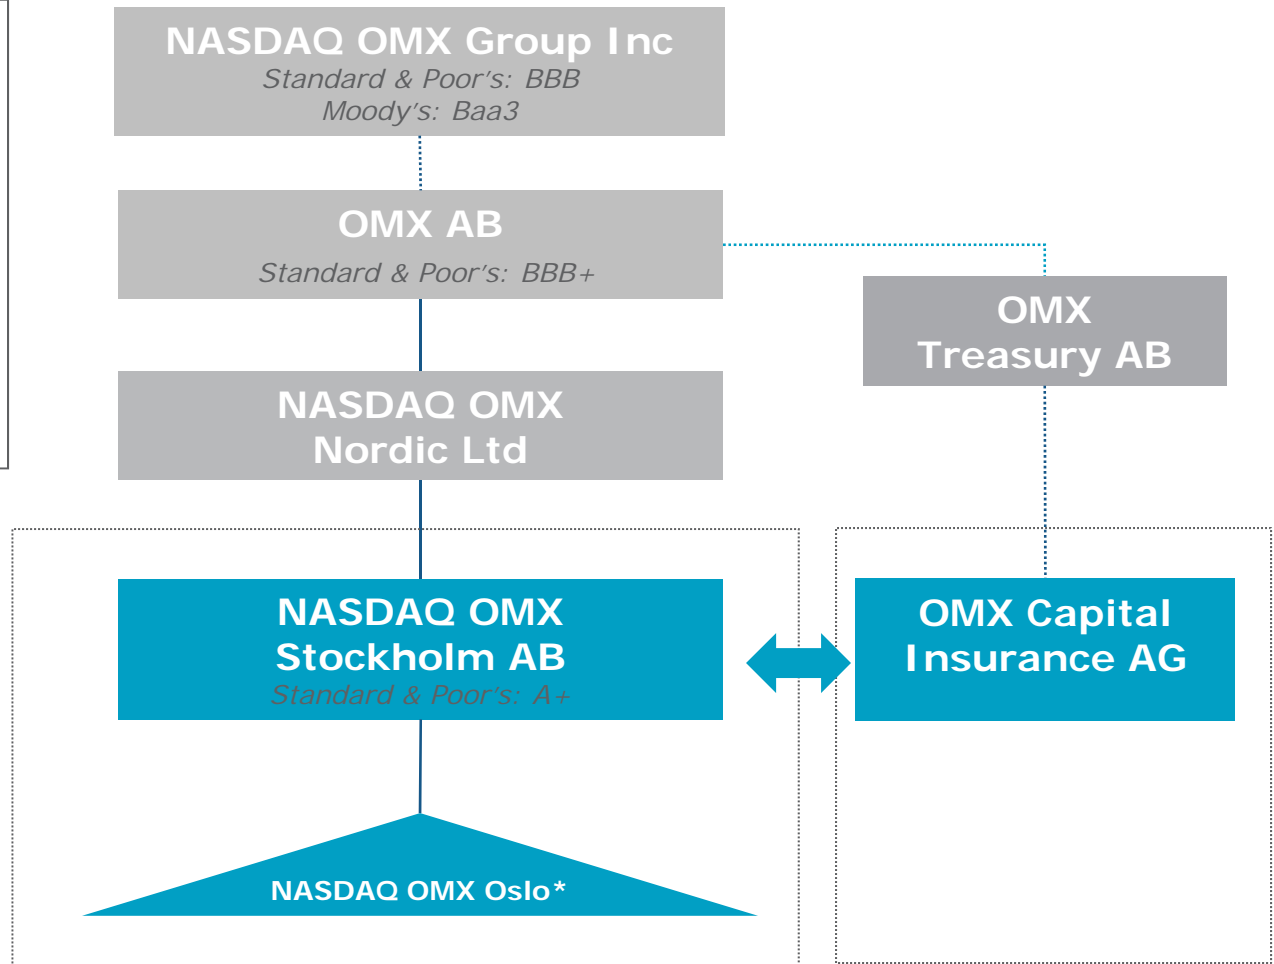 NASDAQ OMX Group Inc
Standard & Poor's: BBB
Moody's: Baa3
OMX AB
Standard & Poor's: BBB+
OMX
Treasury AB
NASDAQ OMX
Nordic Ltd
NASDAQ OMX
Stockholm AB
Standard & Poor's: A+
OMX Capital
Insurance AG
NASDAQ OMX Oslo*